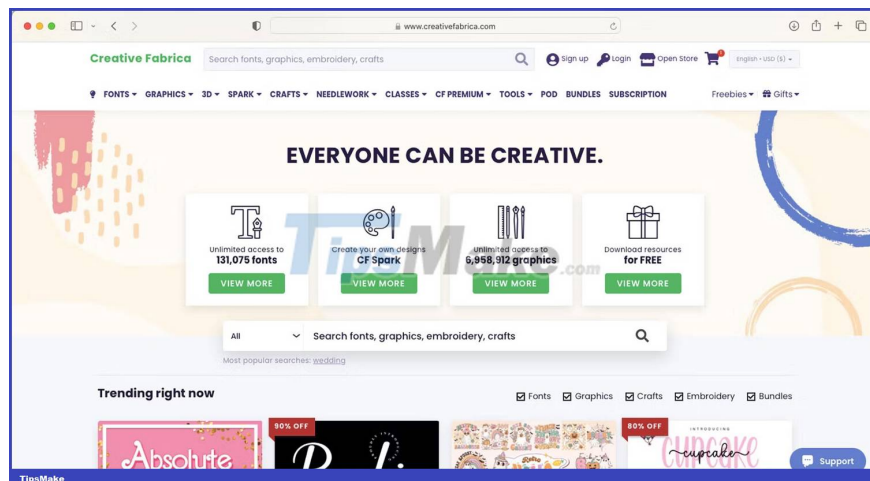 www.creativefabrica.com
Creative Fabrica
Search fonts, graphics, embroidery, crafts
Sign up
Login
Open Store
English • USD ($)
FONTS GRAPHICS 3D SPARK CRAFTS NEEDLEWORK CLASSES CF PREMIUM TOOLS POD BUNDLES SUBSCRIPTION Freebies Gifts
EVERYONE CAN BE CREATIVE.
Unlimited access to
131,075 fonts
VIEW MORE
Create your own designs
CF Spark
VIEW MORE
Unlimited access to
6,958,912 graphics
VIEW MORE
Download resources
for FREE
VIEW MORE
TipsMake.com
All
Search fonts, graphics, embroidery, crafts
Most popular searches: wedding
Trending right now
Fonts Graphics Crafts Embroidery Bundles
Absolute
90% OFF
Retro
80% OFF
INTRODUCING
cupcake
Support
TipsMake